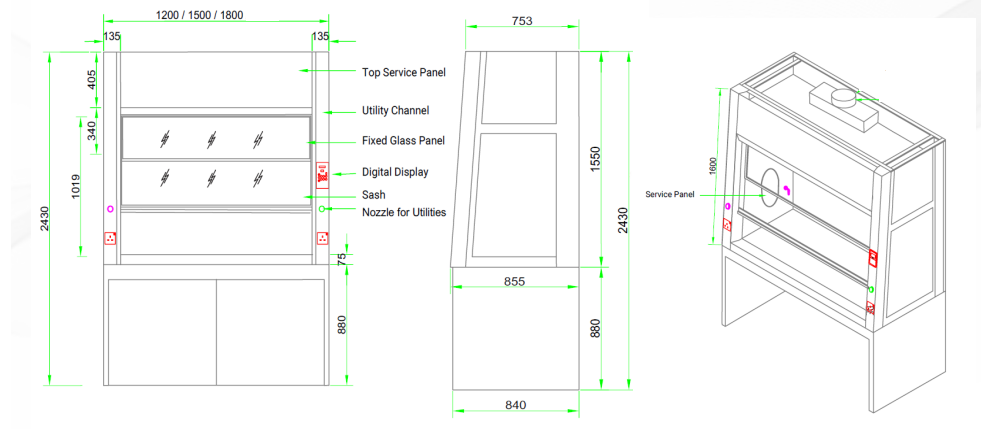 1200 / 1500 / 1800
135
135
405
340
1019
2430
75
880
Top Service Panel
Utility Channel
Fixed Glass Panel
Digital Display
Sash
Nozzle for Utilities
753
1550
2430
855
880
840
1600
Service Panel